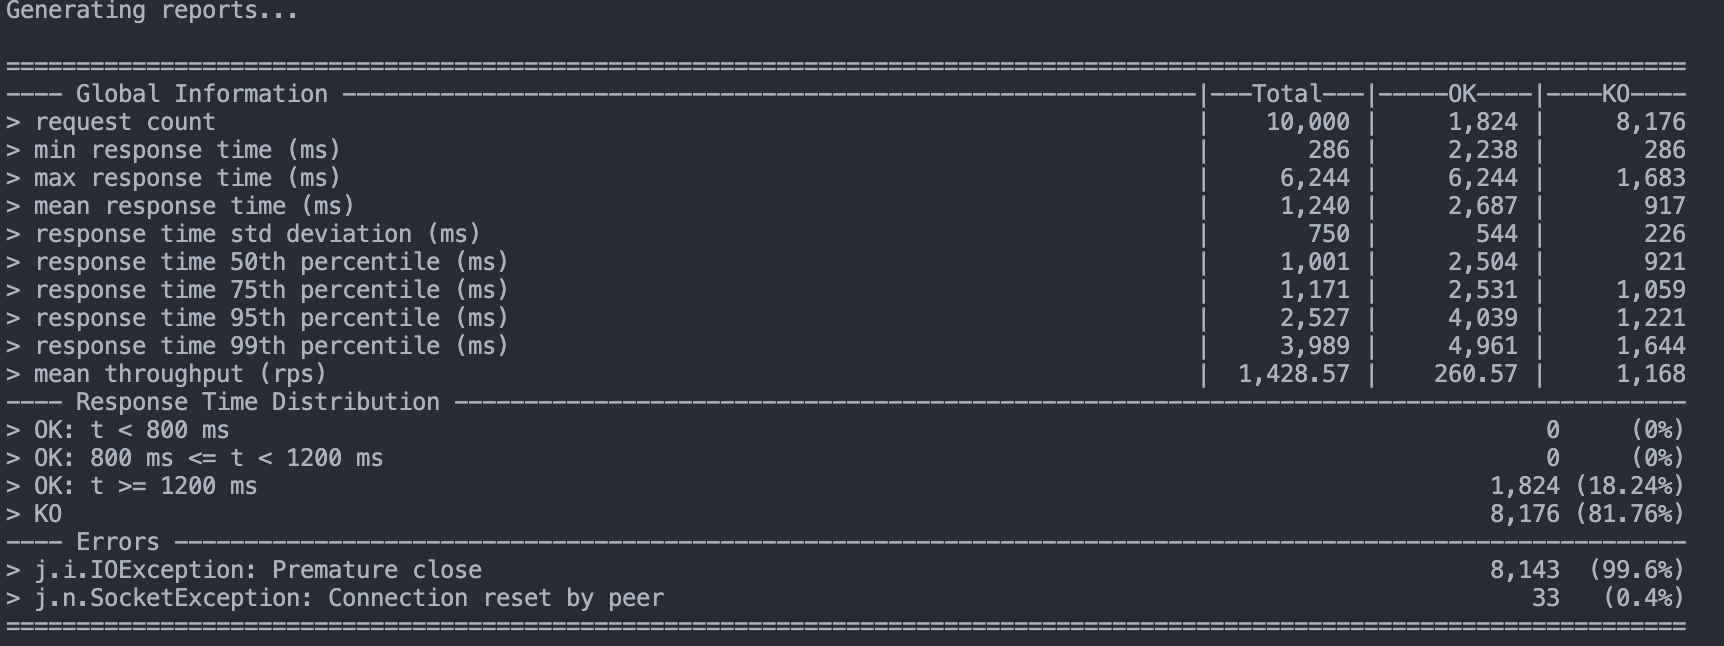 Generating reports...
========================================================================================================================
---- Global Information --------------------------------------------------------------|---Total---|-----OK----|----KO----
> request count | 10,000 | 1,824 | 8,176
> min response time (ms) | 286 | 2,238 | 286
> max response time (ms) | 6,244 | 6,244 | 1,683
> mean response time (ms) | 1,240 | 2,687 | 917
> response time std deviation (ms) | 750 | 544 | 226
> response time 50th percentile (ms) | 1,001 | 2,504 | 921
> response time 75th percentile (ms) | 1,171 | 2,531 | 1,059
> response time 95th percentile (ms) | 2,527 | 4,039 | 1,221
> response time 99th percentile (ms) | 3,989 | 4,961 | 1,644
> mean throughput (rps) | 1,428.57 | 260.57 | 1,168
---- Response Time Distribution ----------------------------------------------------------------------------------------
> OK: t < 800 ms 0 (0%)
> OK: 800 ms <= t < 1200 ms 0 (0%)
> OK: t >= 1200 ms 1,824 (18.24%)
> KO 8,176 (81.76%)
---- Errors ------------------------------------------------------------------------------------------------------------
> j.i.IOException: Premature close 8,143 (99.6%)
> j.n.SocketException: Connection reset by peer 33 (0.4%)
========================================================================================================================